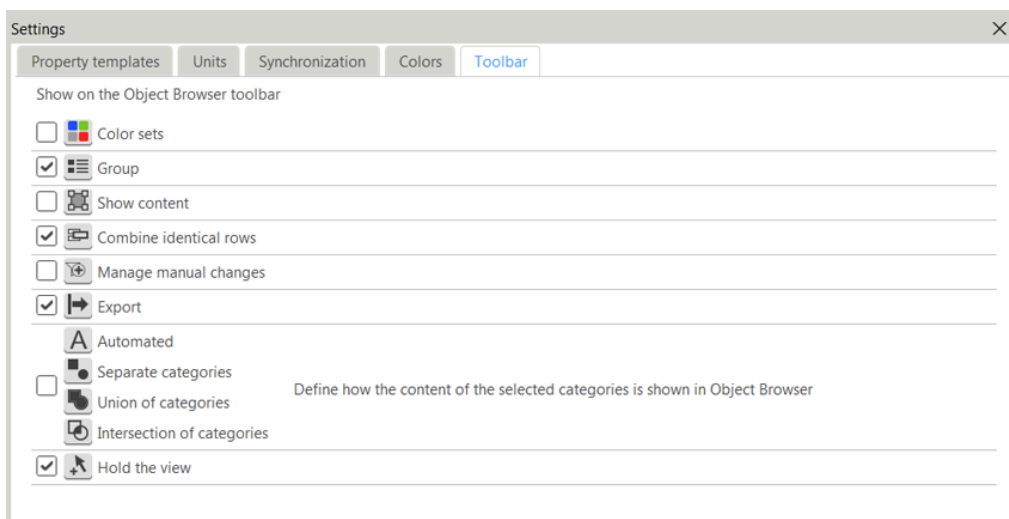 Settings
Property templates Units Synchronization Colors Toolbar
Show on the Object Browser toolbar
Color sets
Group
Show content
Combine identical rows
Manage manual changes
Export
A Automated
Separate categories
Define how the content of the selected categories is shown in Object Browser
Union of categories
Intersection of categories
Hold the view